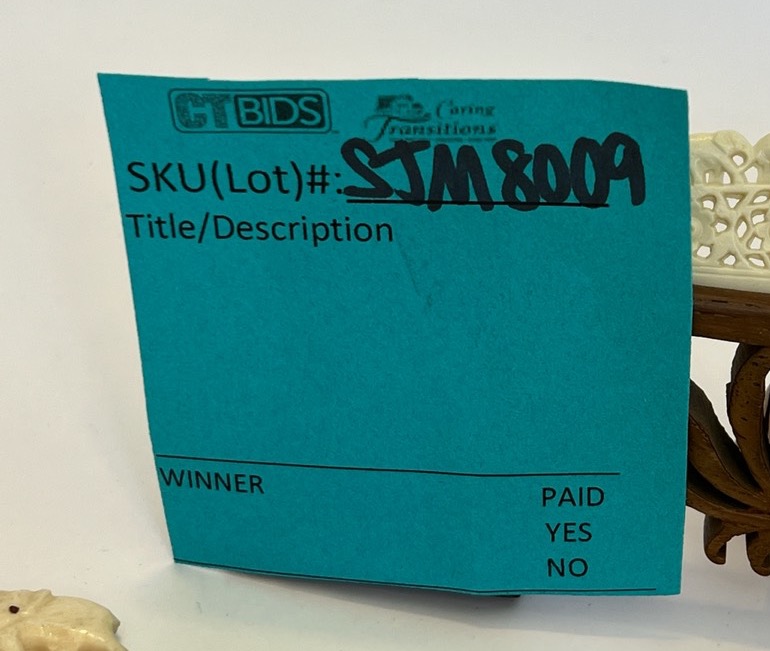 CTBIDS
Caring
Transitions
SKU(Lot)#: SJM8009
Title/Description
WINNER
PAID
YES
NO